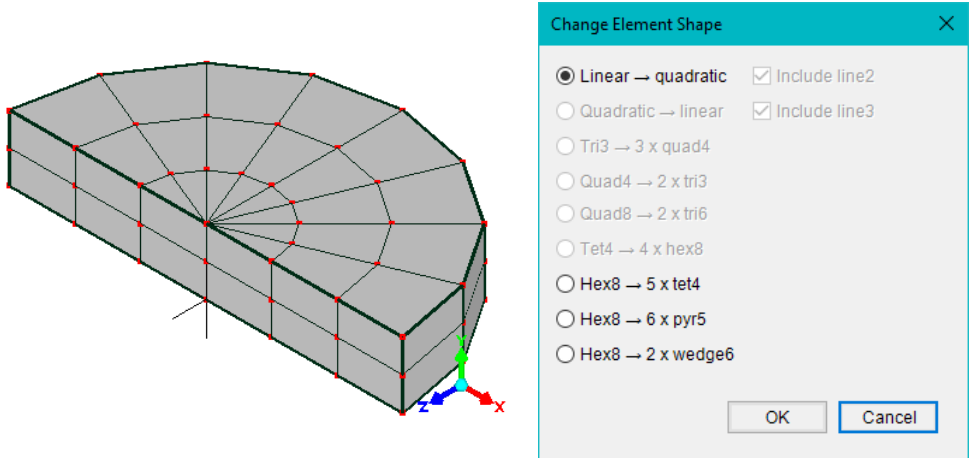 Change Element Shape
Linear → quadratic
Include line2
Quadratic → linear
Include line3
Tri3 → 3 x quad4
Quad4 → 2 x tri3
Quad8 → 2 x tri6
Tet4 → 4 x hex8
Hex8 → 5 x tet4
Hex8 → 6 x pyr5
Hex8 → 2 x wedge6
OK
Cancel
Y
Z
X